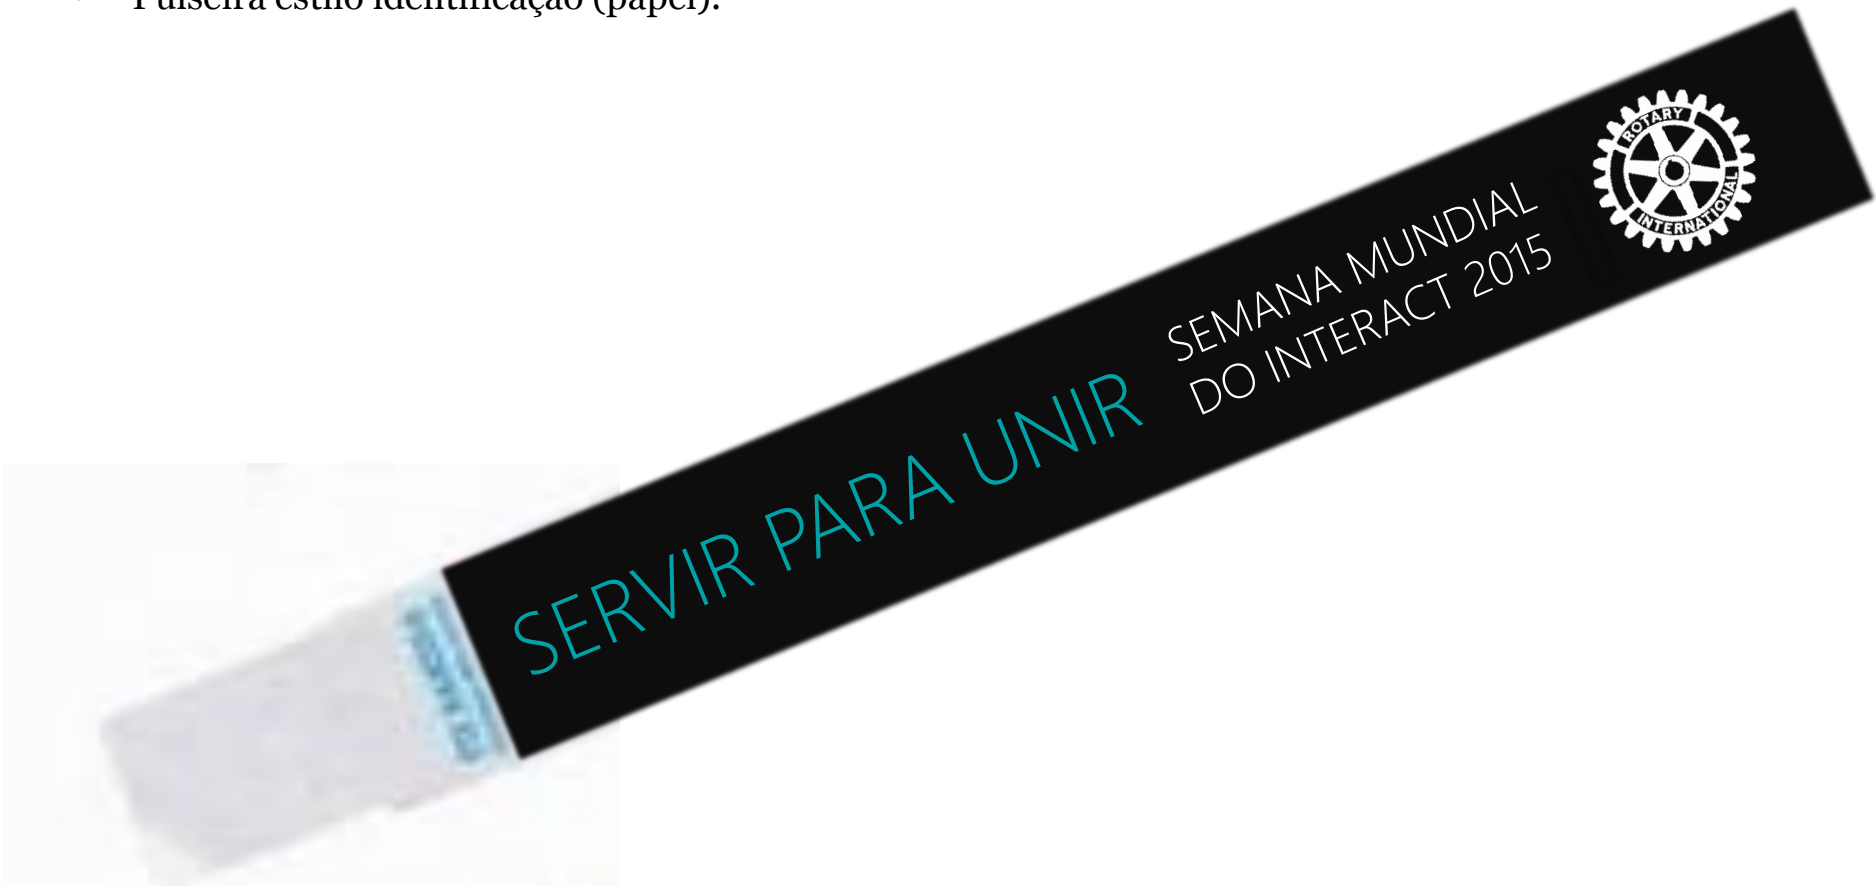 Pulseira estilo identificação (papel).
SERVIR PARA UNIR
SEMANA MUNDIAL
DO INTERACT 2015
ROTARY
INTERNATIONAL